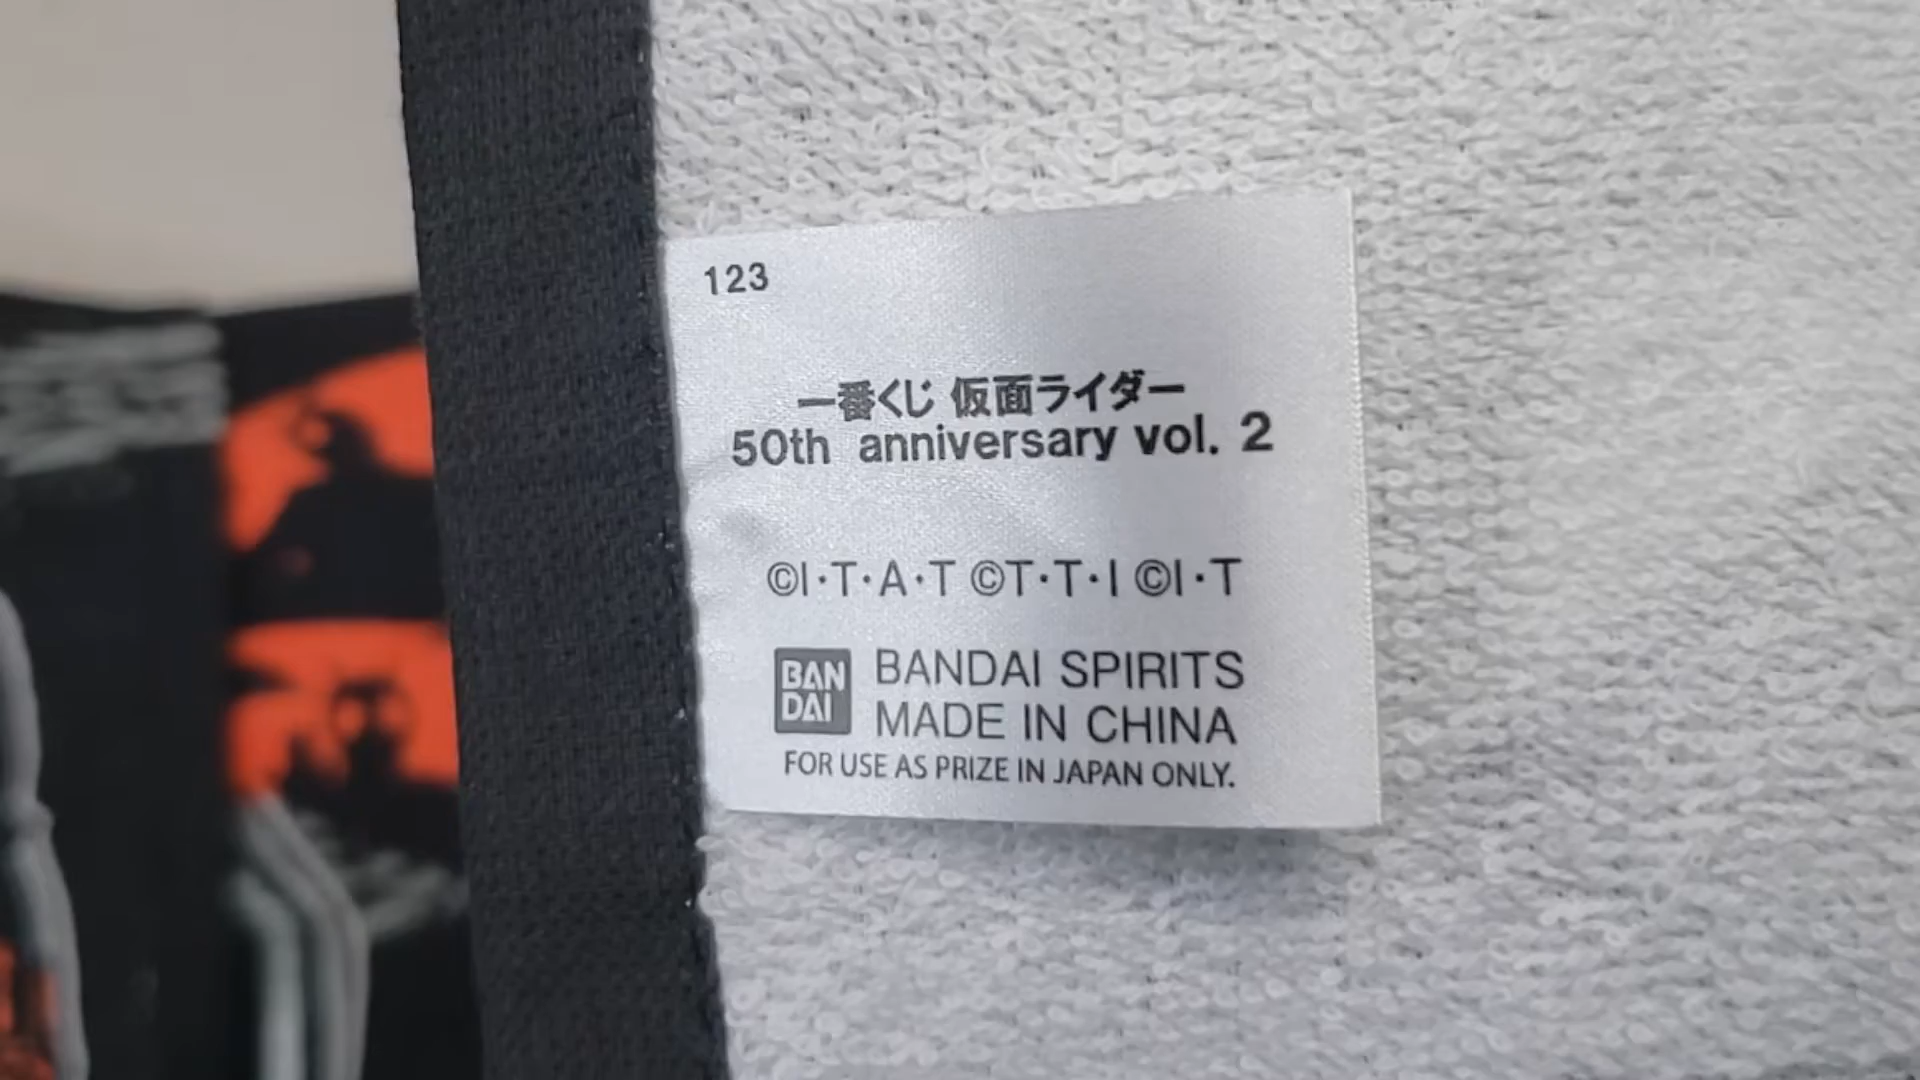 123
一番くじ 仮面ライダー
50th anniversary vol. 2
©I·T·A·T ©T·T·I ©I·T
BAN
DAI
BANDAI SPIRITS
MADE IN CHINA
FOR USE AS PRIZE IN JAPAN ONLY.